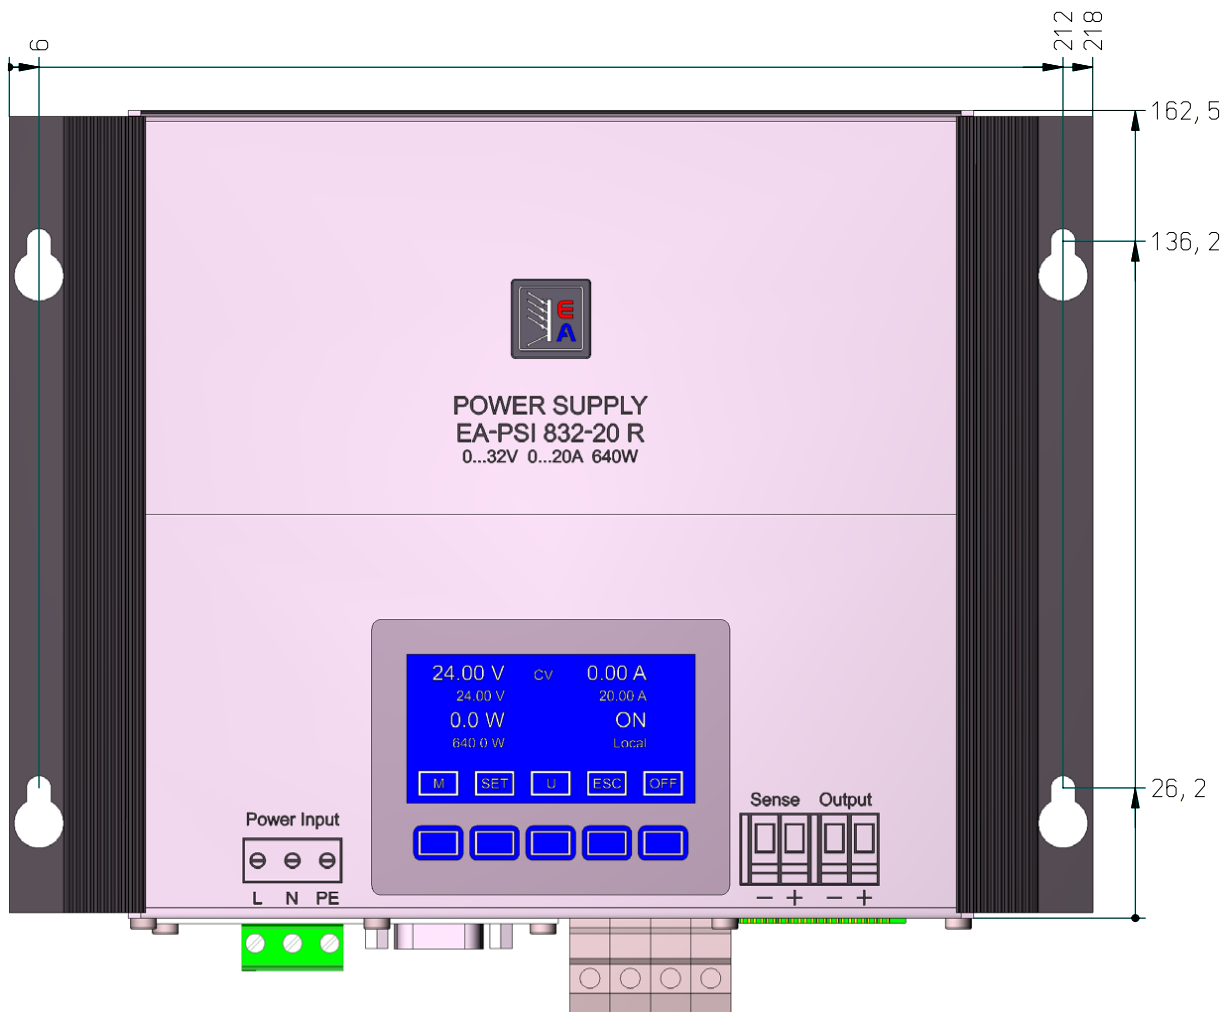 6
212
218
162,5
136,2
E
A
POWER SUPPLY
EA-PSI 832-20 R
0...32V 0...20A 640W
24.00 V CV 0.00 A
24.00 V 20.00 A
0.0 W ON
640.0 W Local
M SET U ESC OFF
26,2
Sense Output
Power Input
L N PE
− + − +